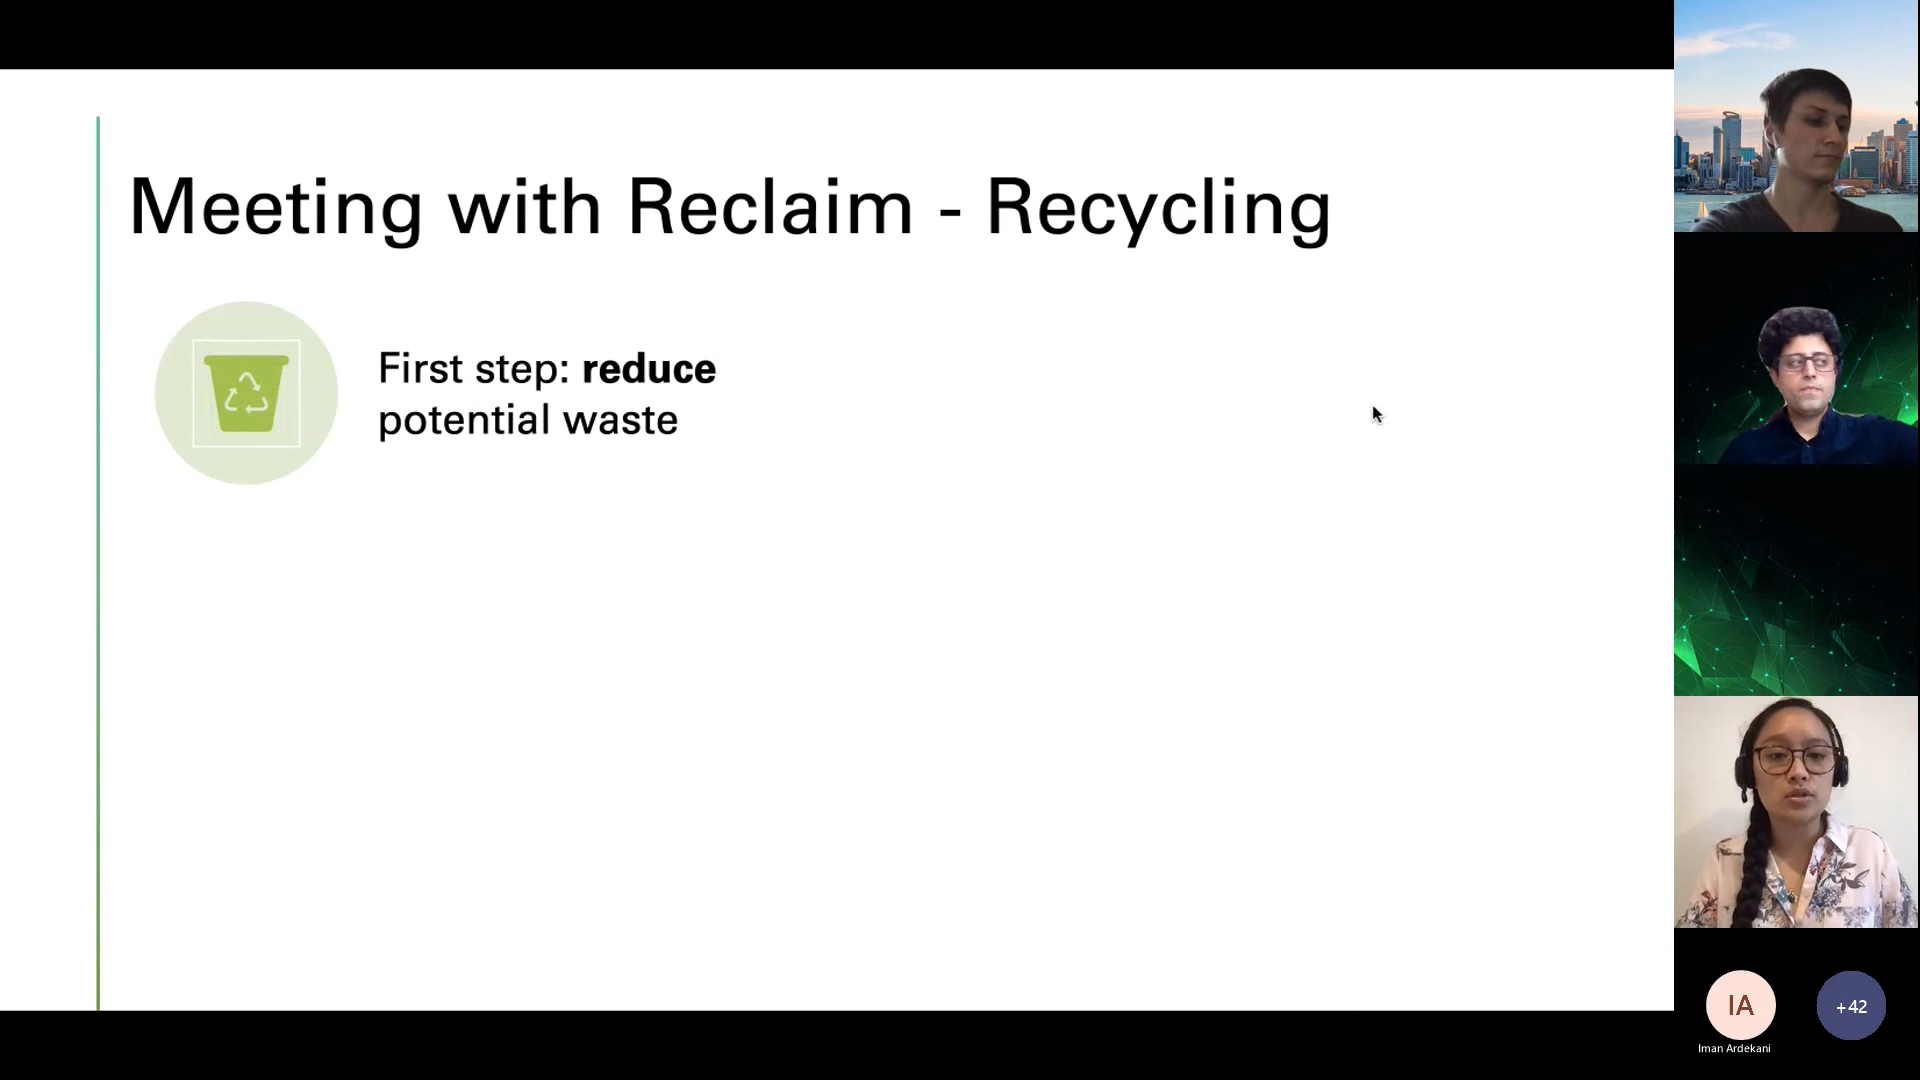 Meeting with Reclaim - Recycling
First step: reduce
potential waste
IA
+42
Iman Ardekani